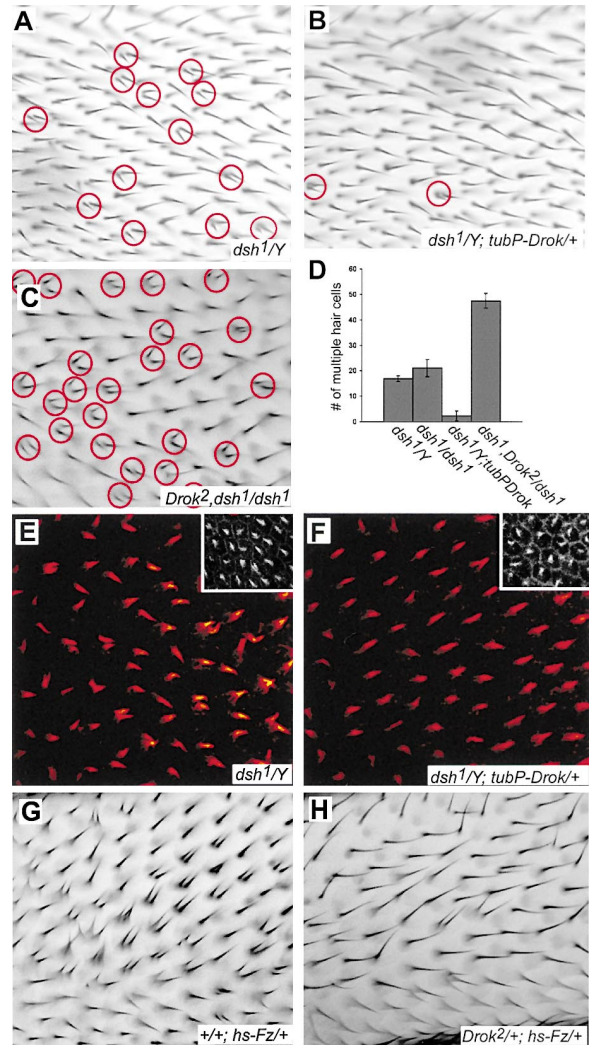 A
B
dsh1/Y
dsh1/Y; tubP-Drok/+
C
D
# of multiple hair cells
60
50
40
30
20
10
0
dsh1/Y
dsh1/dsh1
dsh1/Y;tubPDrok
dsh1,Drok2/dsh1
Drok2,dsh1/dsh1
E
F
dsh1/Y
dsh1/Y; tubP-Drok/+
G
H
+/+; hs-Fz/+
Drok2/+; hs-Fz/+